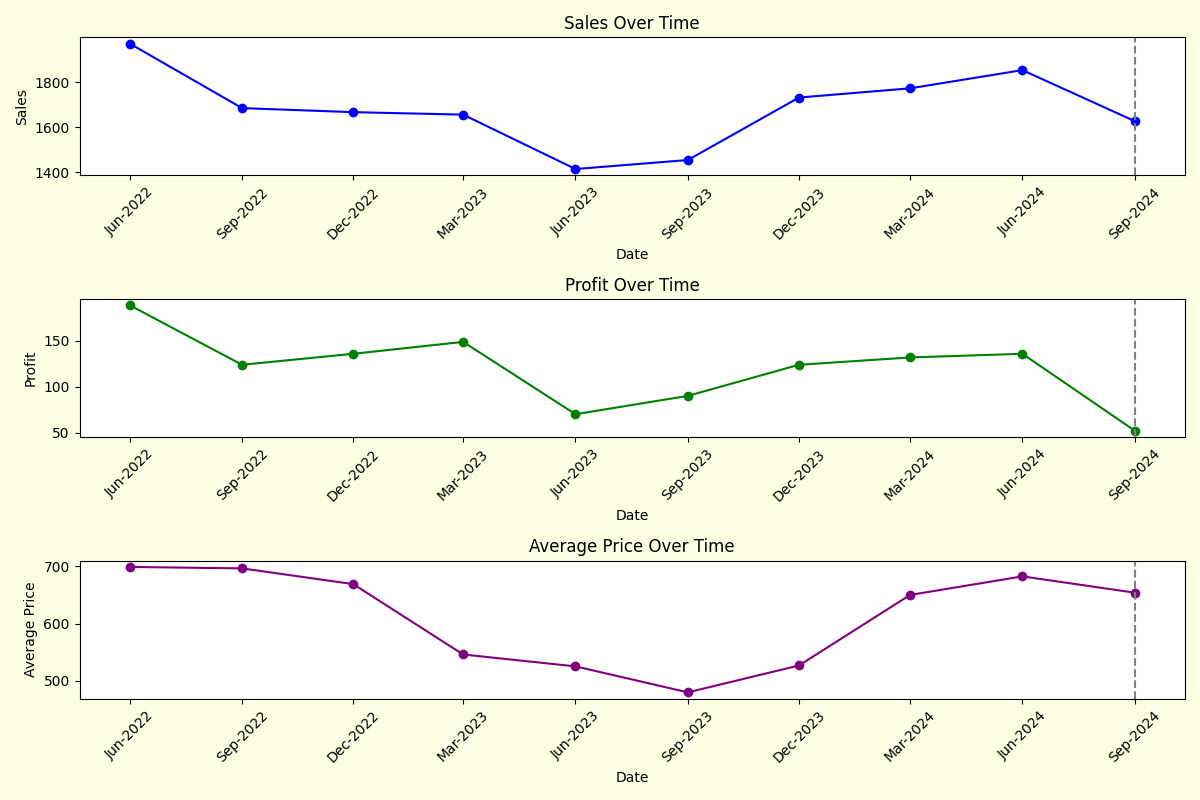 Sales Over Time
Sales
1800
1600
1400
Jun-2022 Sep-2022 Dec-2022 Mar-2023 Jun-2023 Sep-2023 Dec-2023 Mar-2024 Jun-2024 Sep-2024
Date
Profit Over Time
Profit
150
100
50
Jun-2022 Sep-2022 Dec-2022 Mar-2023 Jun-2023 Sep-2023 Dec-2023 Mar-2024 Jun-2024 Sep-2024
Date
Average Price Over Time
Average Price
700
600
500
Jun-2022 Sep-2022 Dec-2022 Mar-2023 Jun-2023 Sep-2023 Dec-2023 Mar-2024 Jun-2024 Sep-2024
Date